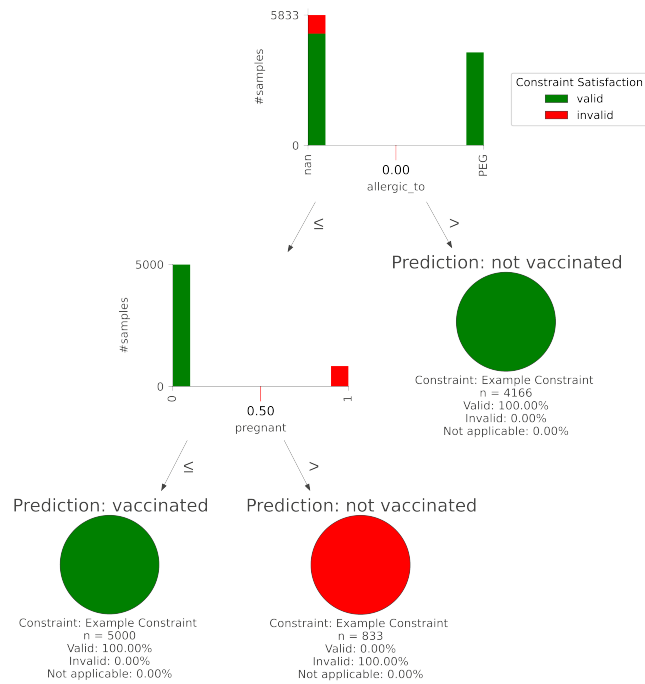 5833
#samples
0
nan
0.00
PEG
allergic_to
Constraint Satisfaction
valid
invalid
≤
>
5000
#samples
0
0
0.50
1
pregnant
Prediction: not vaccinated
Constraint: Example Constraint
n = 4166
Valid: 100.00%
Invalid: 0.00%
Not applicable: 0.00%
≤
>
Prediction: vaccinated
Constraint: Example Constraint
n = 5000
Valid: 100.00%
Invalid: 0.00%
Not applicable: 0.00%
Prediction: not vaccinated
Constraint: Example Constraint
n = 833
Valid: 0.00%
Invalid: 100.00%
Not applicable: 0.00%